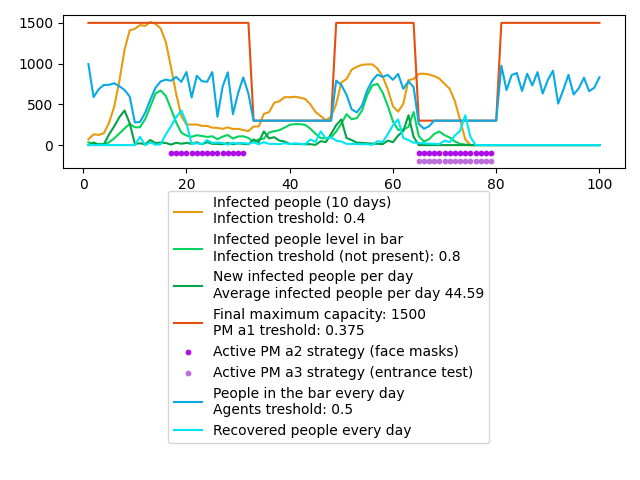 1500
1000
500
0
0 20 40 60 80 100
Infected people (10 days)
Infection treshold: 0.4
Infected people level in bar
Infection treshold (not present): 0.8
New infected people per day
Average infected people per day 44.59
Final maximum capacity: 1500
PM a1 treshold: 0.375
Active PM a2 strategy (face masks)
Active PM a3 strategy (entrance test)
People in the bar every day
Agents treshold: 0.5
Recovered people every day